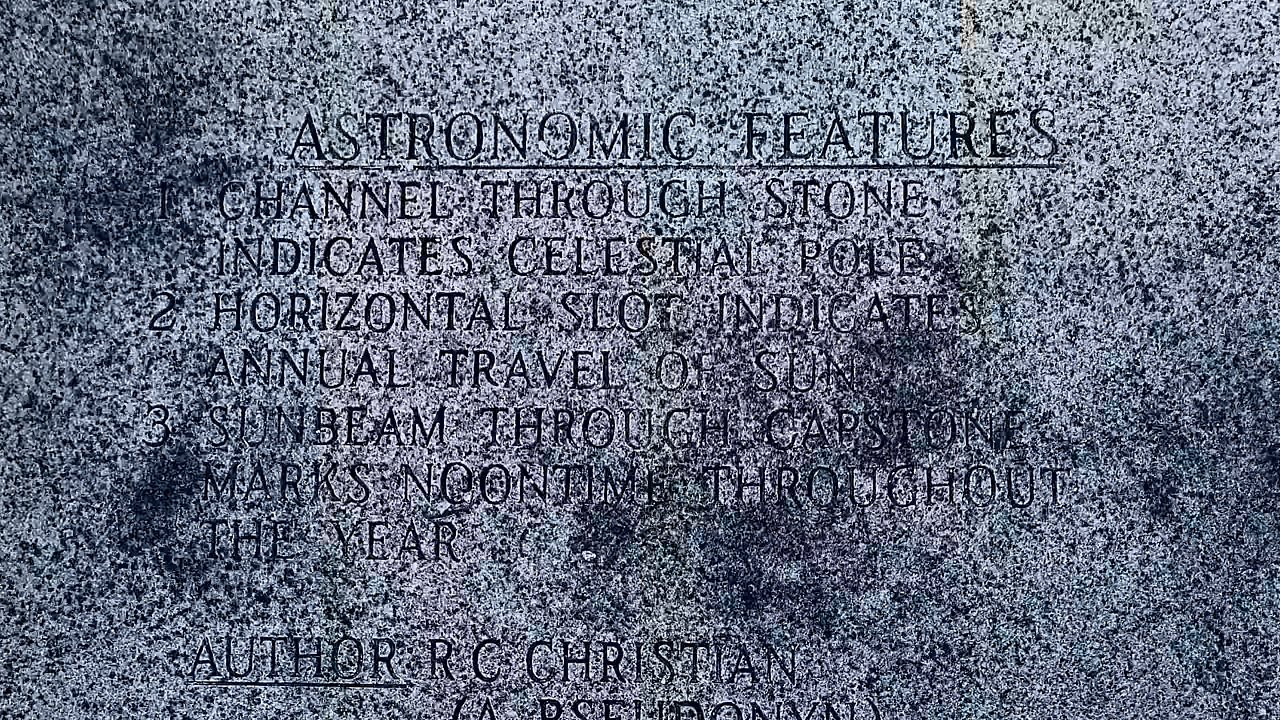 ASTRONOMIC FEATURES
1 CHANNEL THROUGH STONE
INDICATES CELESTIAL POLE
2 HORIZONTAL SLOT INDICATES
ANNUAL TRAVEL OF SUN
3 SUNBEAM THROUGH CAPSTONE
MARKS NOONTIME THROUGHOUT
THE YEAR
AUTHOR R C CHRISTIAN
(A PSEUDONYN)